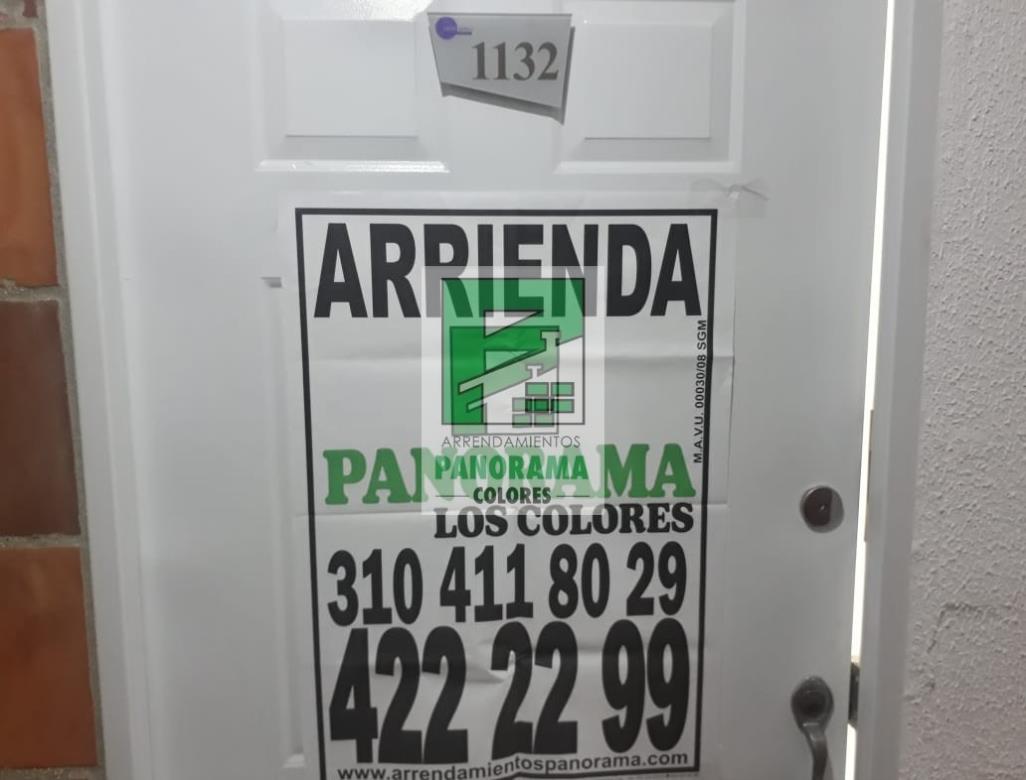 1132
ARRIENDA
M.A.V.U. 00030/08 SGM
ARRENDAMIENTOS
PANORAMA
PANORAMA
COLORES
LOS COLORES
310 411 80 29
422 22 99
www.arrendamientospanorama.com